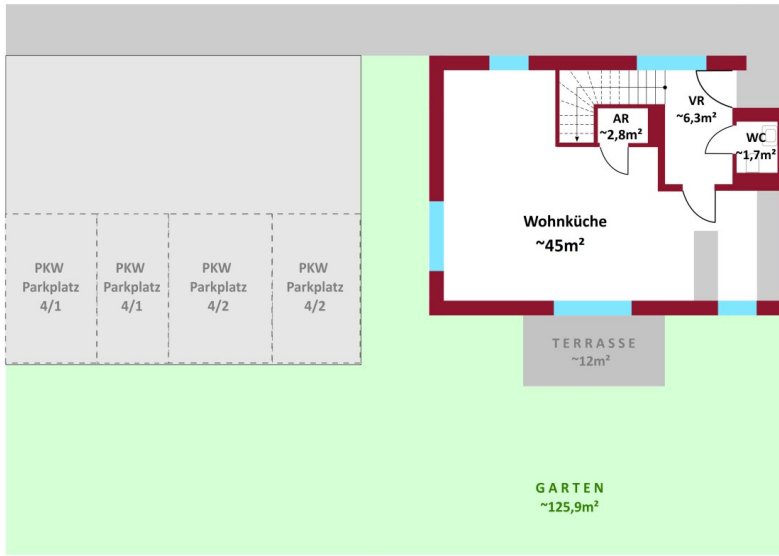 VR
~6,3m²
AR
~2,8m²
WC
~1,7m²
Wohnküche
~45m²
PKW
Parkplatz
4/1
PKW
Parkplatz
4/1
PKW
Parkplatz
4/2
PKW
Parkplatz
4/2
TERRASSE
~12m²
GARTEN
~125,9m²